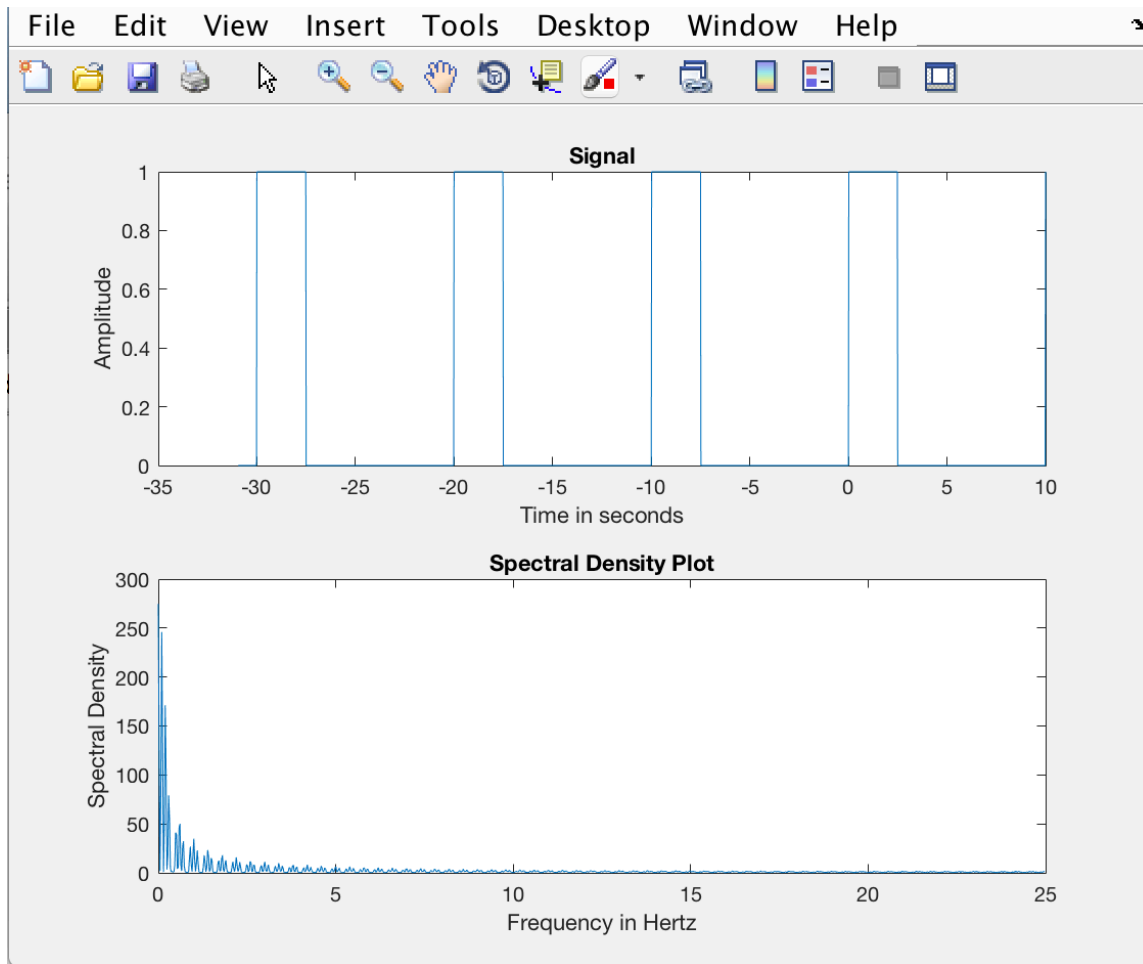 File Edit View Insert Tools Desktop Window Help
Signal
1
0.8
0.6
0.4
0.2
0
Amplitude
-35 -30 -25 -20 -15 -10 -5 0 5 10
Time in seconds
Spectral Density Plot
300
250
200
150
100
50
0
Spectral Density
0 5 10 15 20 25
Frequency in Hertz